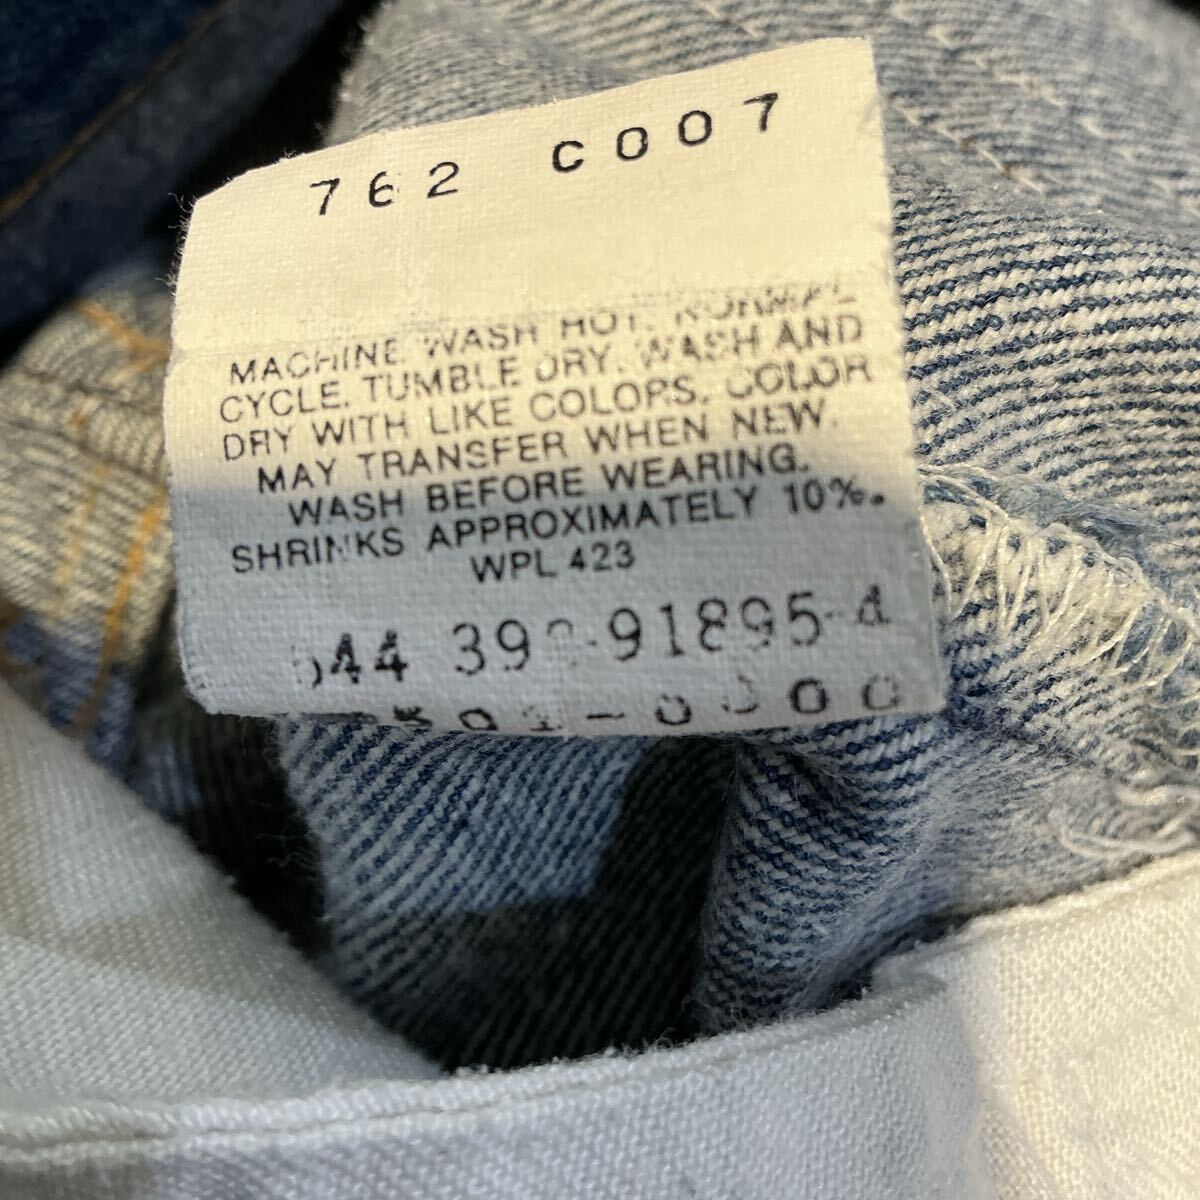 762 C007
MACHINE WASH HOT. NORMAL
CYCLE. TUMBLE DRY. WASH AND
DRY WITH LIKE COLORS. COLOR
MAY TRANSFER WHEN NEW.
WASH BEFORE WEARING.
SHRINKS APPROXIMATELY 10%.
WPL 423